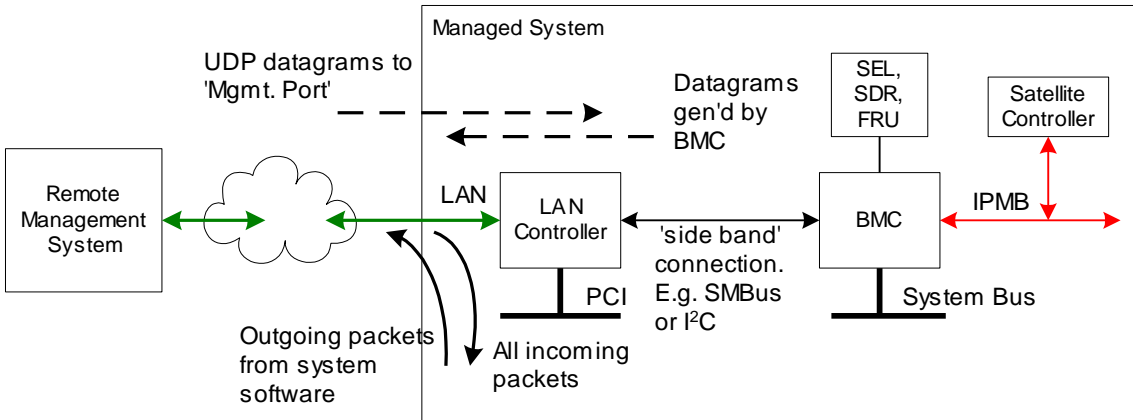 Managed System
UDP datagrams to
'Mgmt. Port'
Datagrams
gen'd by
BMC
SEL,
SDR,
FRU
Satellite
Controller
Remote
Management
System
LAN
LAN
Controller
BMC
IPMB
'side band'
connection.
E.g. SMBus
or I²C
PCI
System Bus
Outgoing packets
from system
software
All incoming
packets